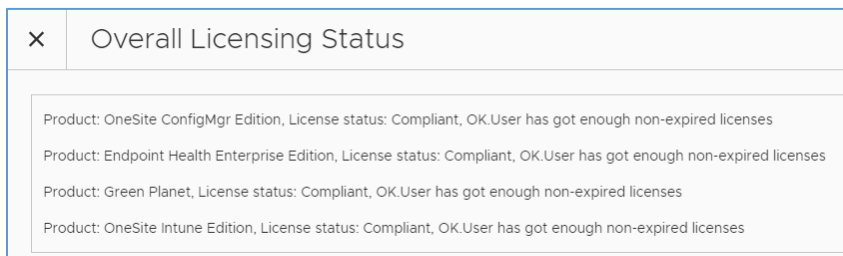 Overall Licensing Status
Product: OneSite ConfigMgr Edition, License status: Compliant, OK.User has got enough non-expired licenses
Product: Endpoint Health Enterprise Edition, License status: Compliant, OK.User has got enough non-expired licenses
Product: Green Planet, License status: Compliant, OK.User has got enough non-expired licenses
Product: OneSite Intune Edition, License status: Compliant, OK.User has got enough non-expired licenses